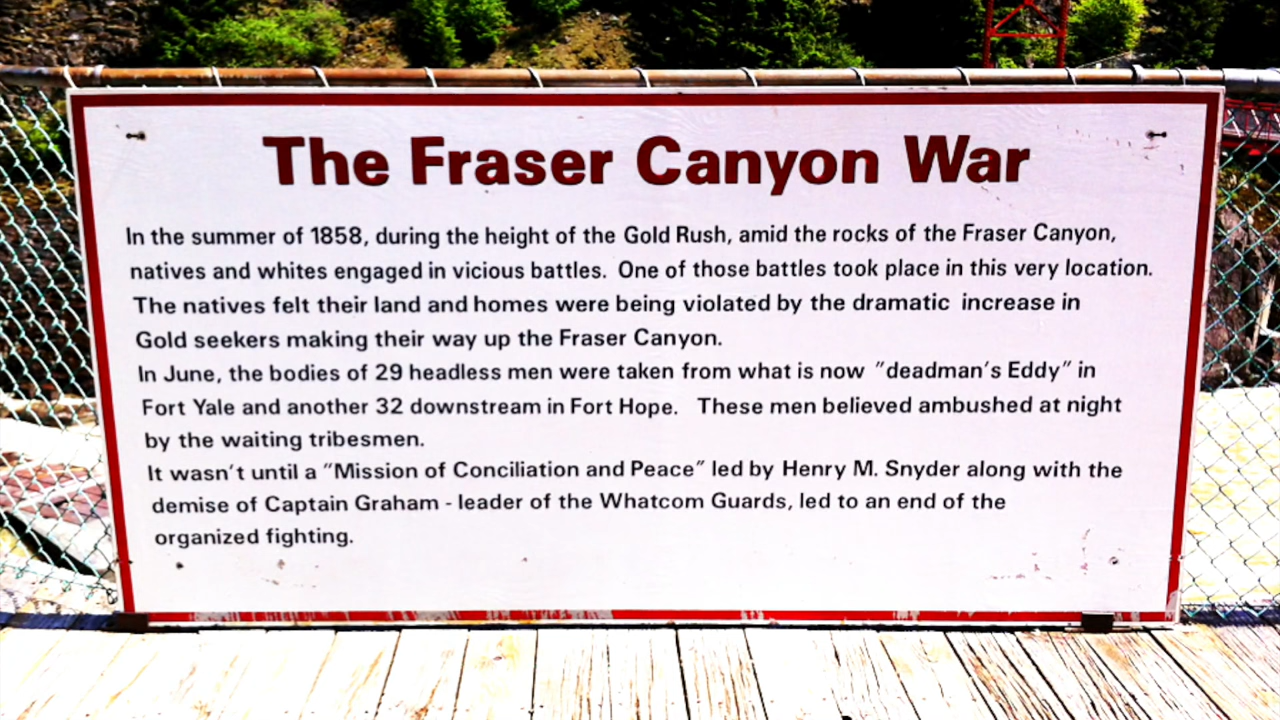 The Fraser Canyon War
In the summer of 1858, during the height of the Gold Rush, amid the rocks of the Fraser Canyon,
natives and whites engaged in vicious battles. One of those battles took place in this very location.
The natives felt their land and homes were being violated by the dramatic increase in
Gold seekers making their way up the Fraser Canyon.
In June, the bodies of 29 headless men were taken from what is now "deadman's Eddy" in
Fort Yale and another 32 downstream in Fort Hope. These men believed ambushed at night
by the waiting tribesmen.
It wasn't until a "Mission of Conciliation and Peace" led by Henry M. Snyder along with the
demise of Captain Graham - leader of the Whatcom Guards, led to an end of the
organized fighting.